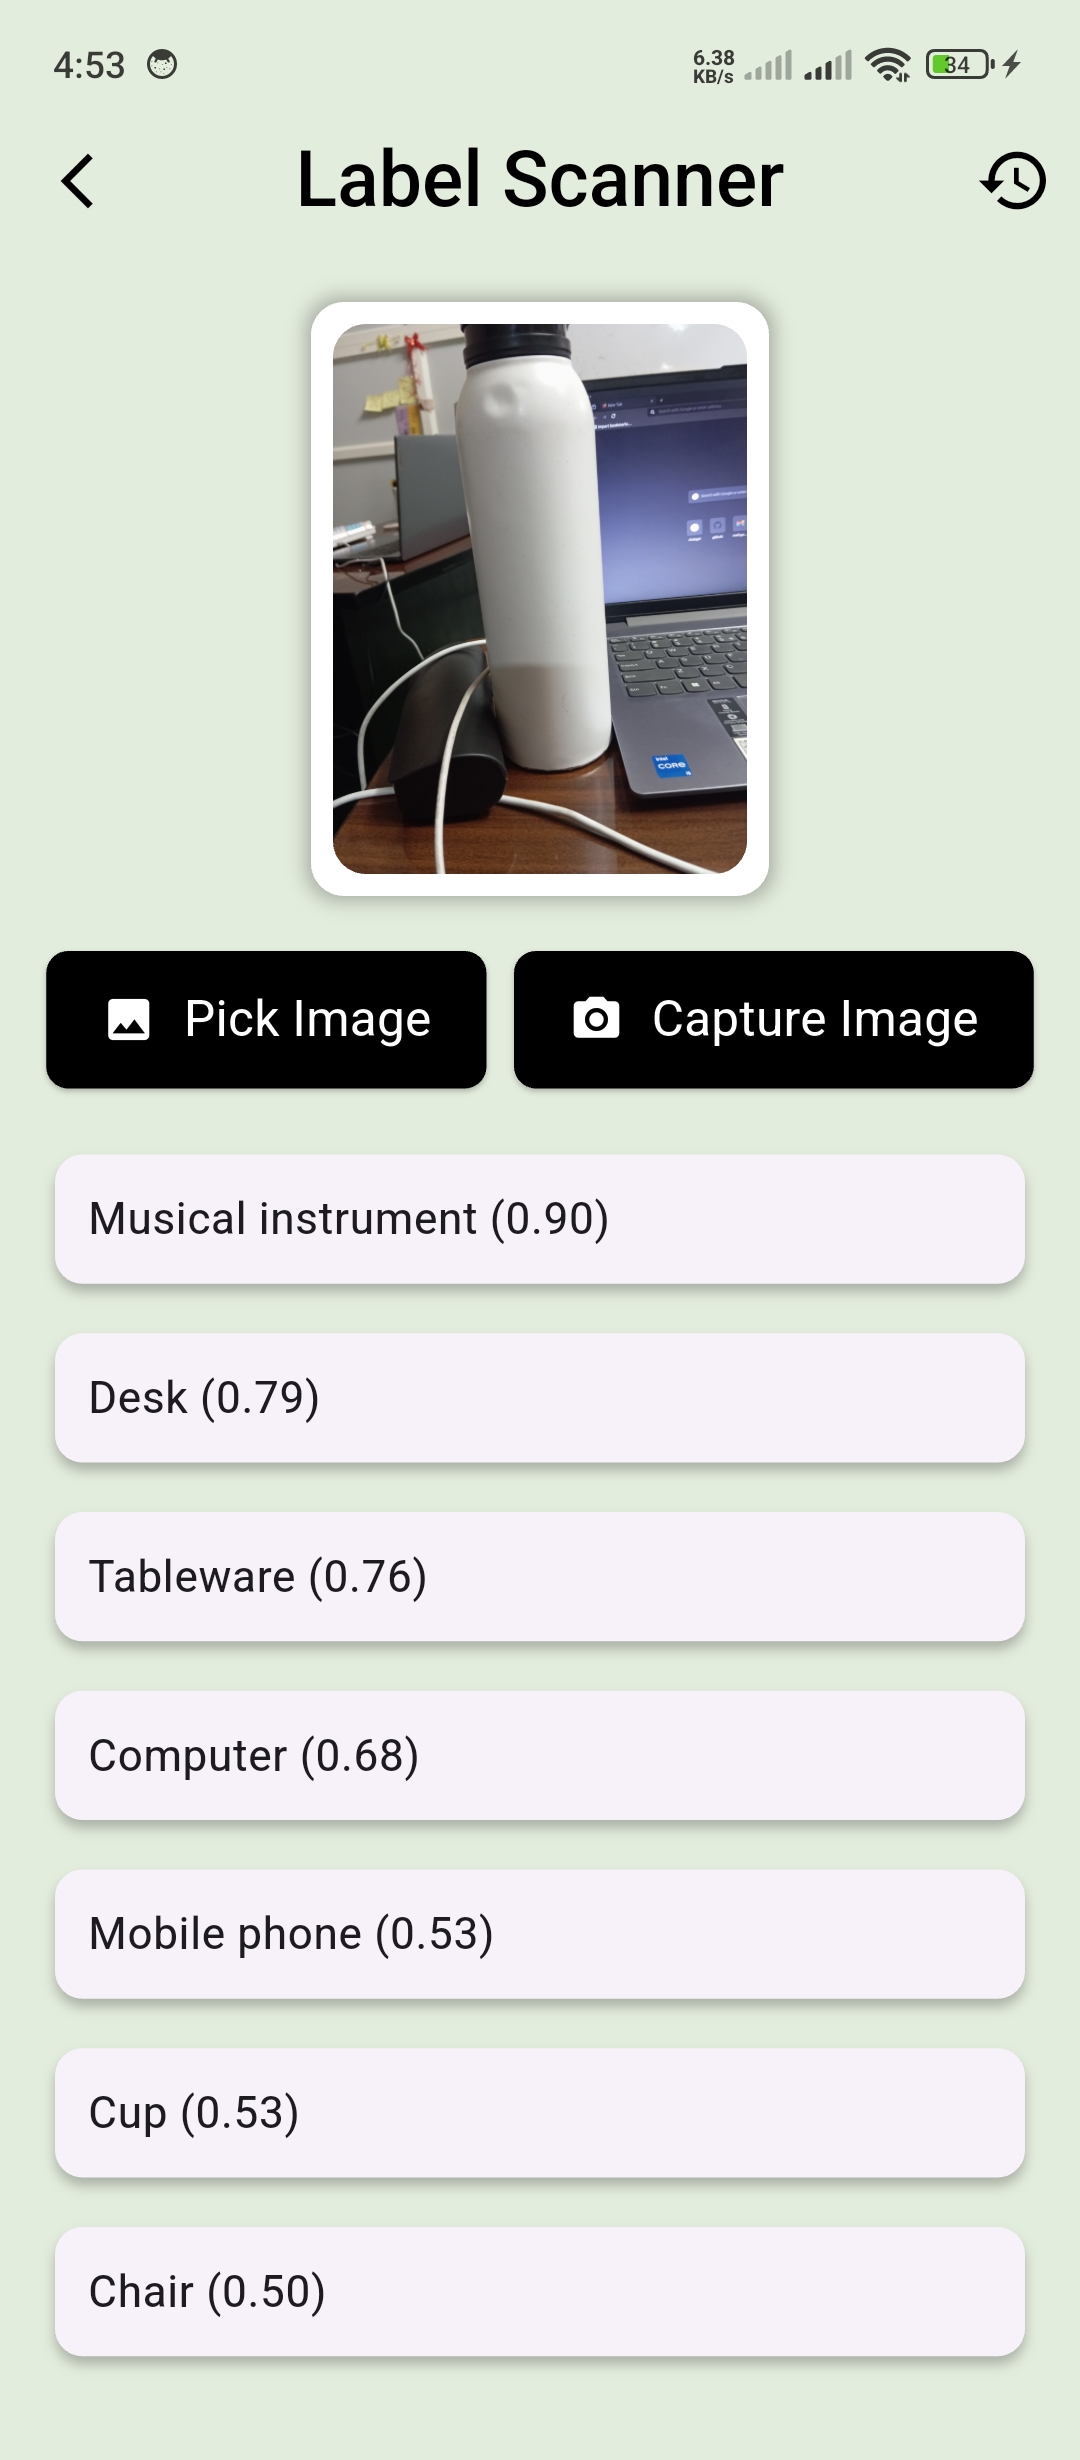 4:53
6.38
KB/s
34
Label Scanner
intel
CORE
Pick Image
Capture Image
Musical instrument (0.90)
Desk (0.79)
Tableware (0.76)
Computer (0.68)
Mobile phone (0.53)
Cup (0.53)
Chair (0.50)